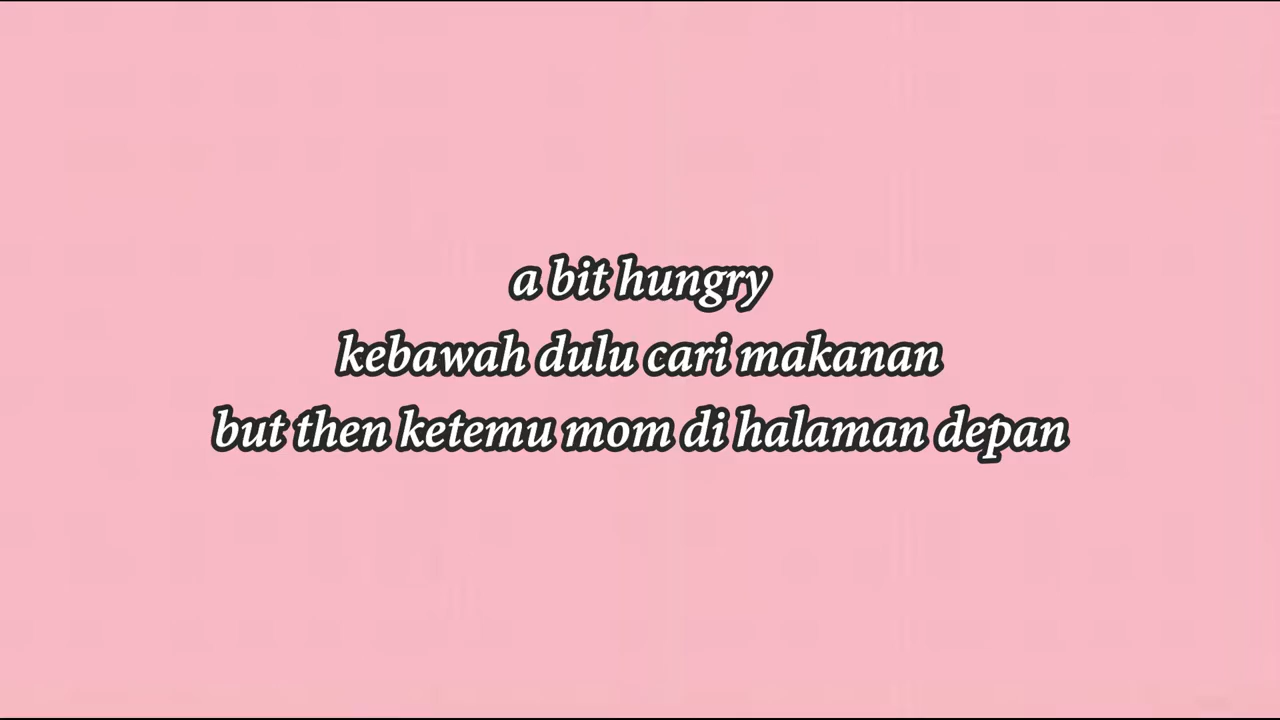 a bit hungry
kebawah dulu cari makanan
but then ketemu mom di halaman depan